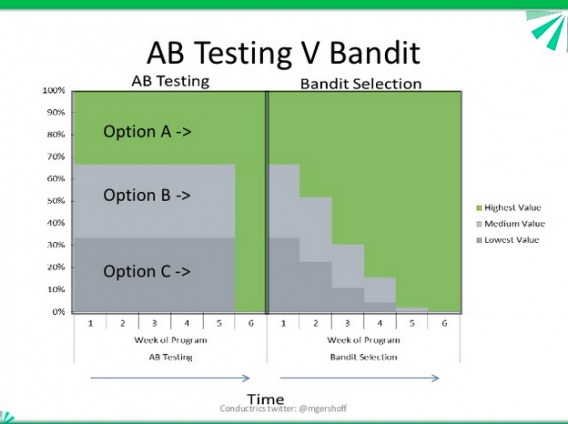 AB Testing V Bandit
AB Testing
Bandit Selection
100%
90%
80%
70%
60%
50%
40%
30%
20%
10%
0%
Option A ->
Option B ->
Option C ->
Highest Value
Medium Value
Lowest Value
1 2 3 4 5 6 1 2 3 4 5 6
Week of Program Week of Program
AB Testing Bandit Selection
Time
Conductrics twitter: @mgershoff